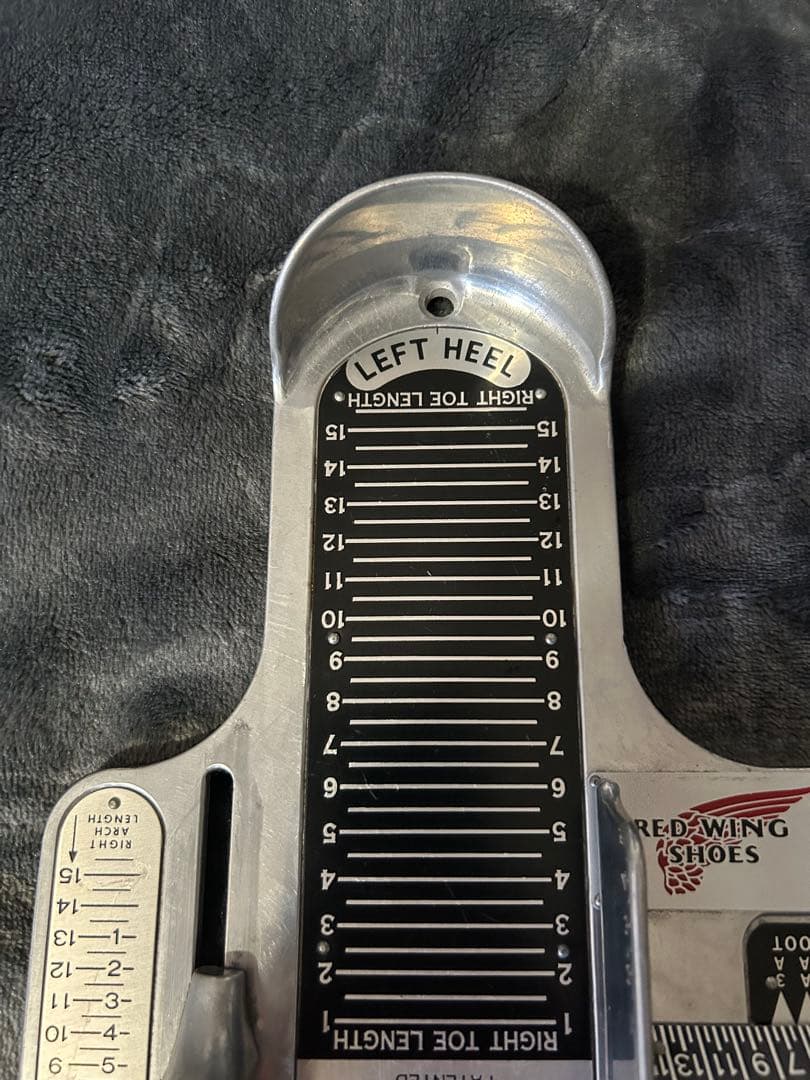 LEFT HEEL
RIGHT TOE LENGTH
15 15
14 14
13 13
12 12
11 11
10 10
9 9
8 8
7 7
6 6
5 5
4 4
3 3
2 2
1 1
RIGHT TOE LENGTH
PATENTED
RIGHT
ARCH
LENGTH
15
14
13 1
12 2
11 3
10 4
9 5
RED WING
SHOES